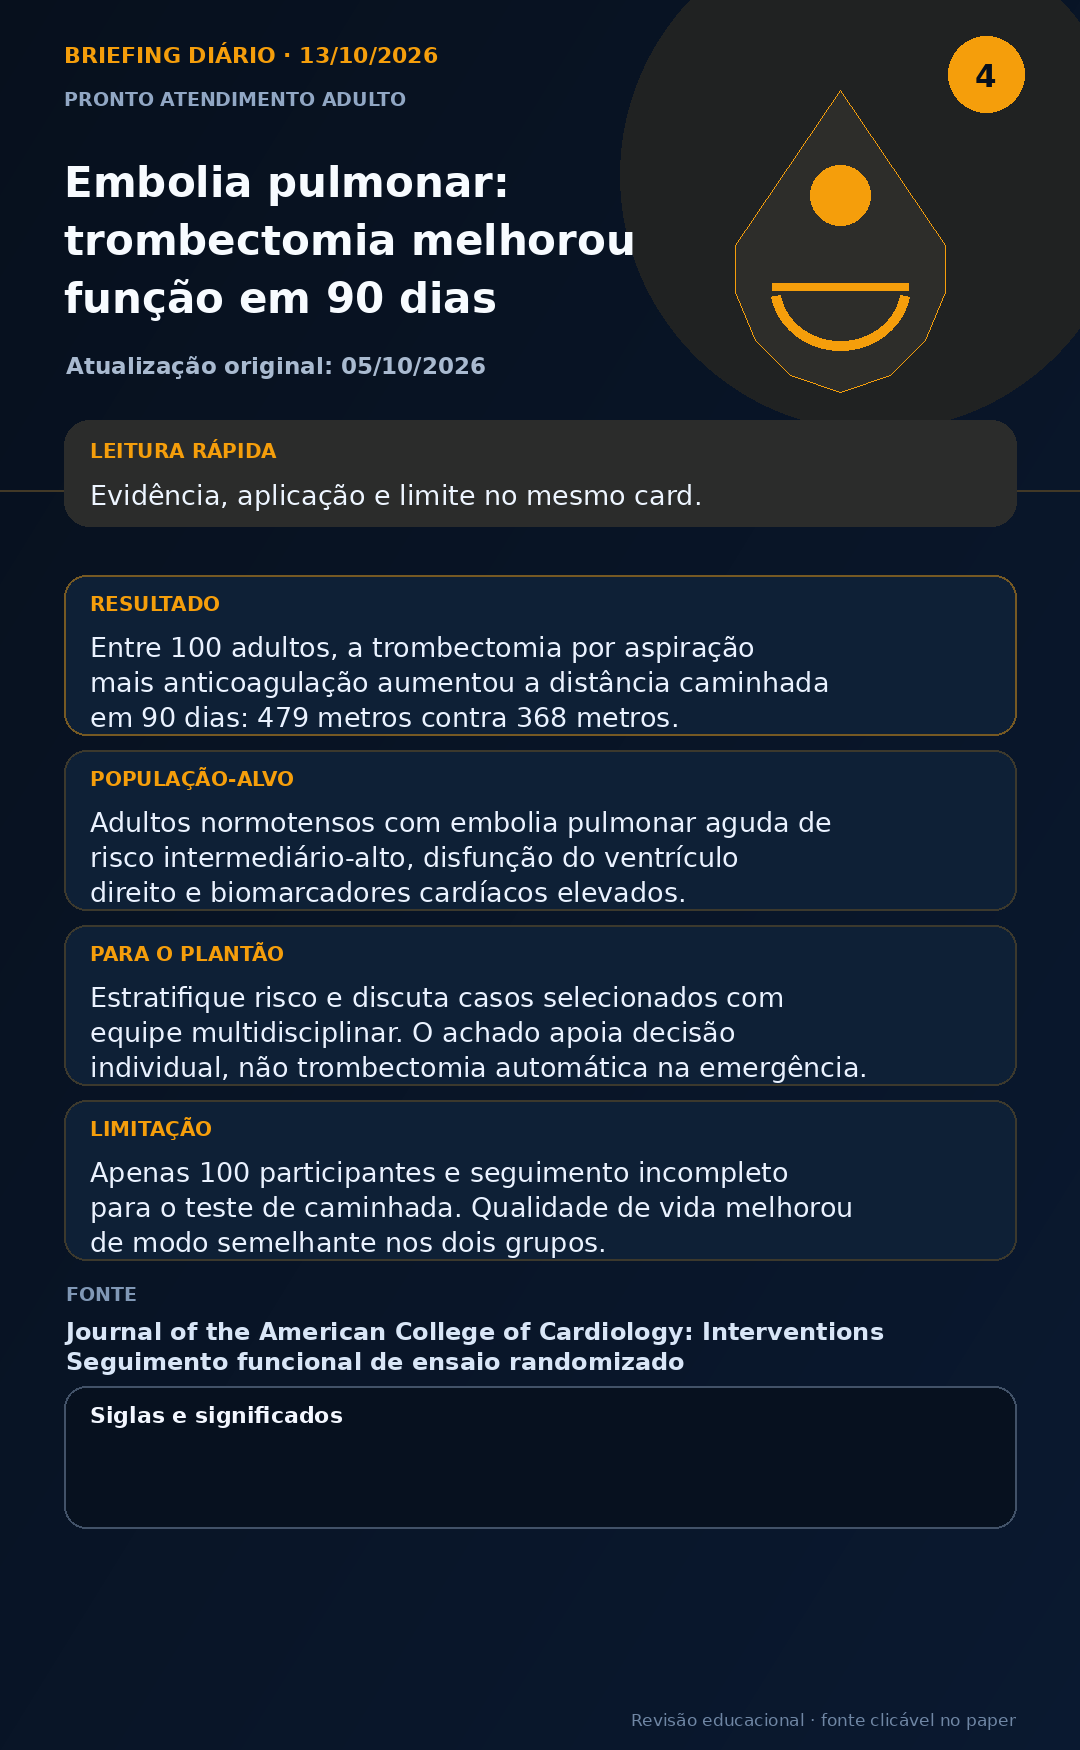 BRIEFING DIÁRIO · 13/10/2026
4
PRONTO ATENDIMENTO ADULTO
Embolia pulmonar:
trombectomia melhorou
função em 90 dias
Atualização original: 05/10/2026
LEITURA RÁPIDA
Evidência, aplicação e limite no mesmo card.
RESULTADO
Entre 100 adultos, a trombectomia por aspiração
mais anticoagulação aumentou a distância caminhada
em 90 dias: 479 metros contra 368 metros.
POPULAÇÃO-ALVO
Adultos normotensos com embolia pulmonar aguda de
risco intermediário-alto, disfunção do ventrículo
direito e biomarcadores cardíacos elevados.
PARA O PLANTÃO
Estratifique risco e discuta casos selecionados com
equipe multidisciplinar. O achado apoia decisão
individual, não trombectomia automática na emergência.
LIMITAÇÃO
Apenas 100 participantes e seguimento incompleto
para o teste de caminhada. Qualidade de vida melhorou
de modo semelhante nos dois grupos.
FONTE
Journal of the American College of Cardiology: Interventions
Seguimento funcional de ensaio randomizado
Siglas e significados
Revisão educacional · fonte clicável no paper